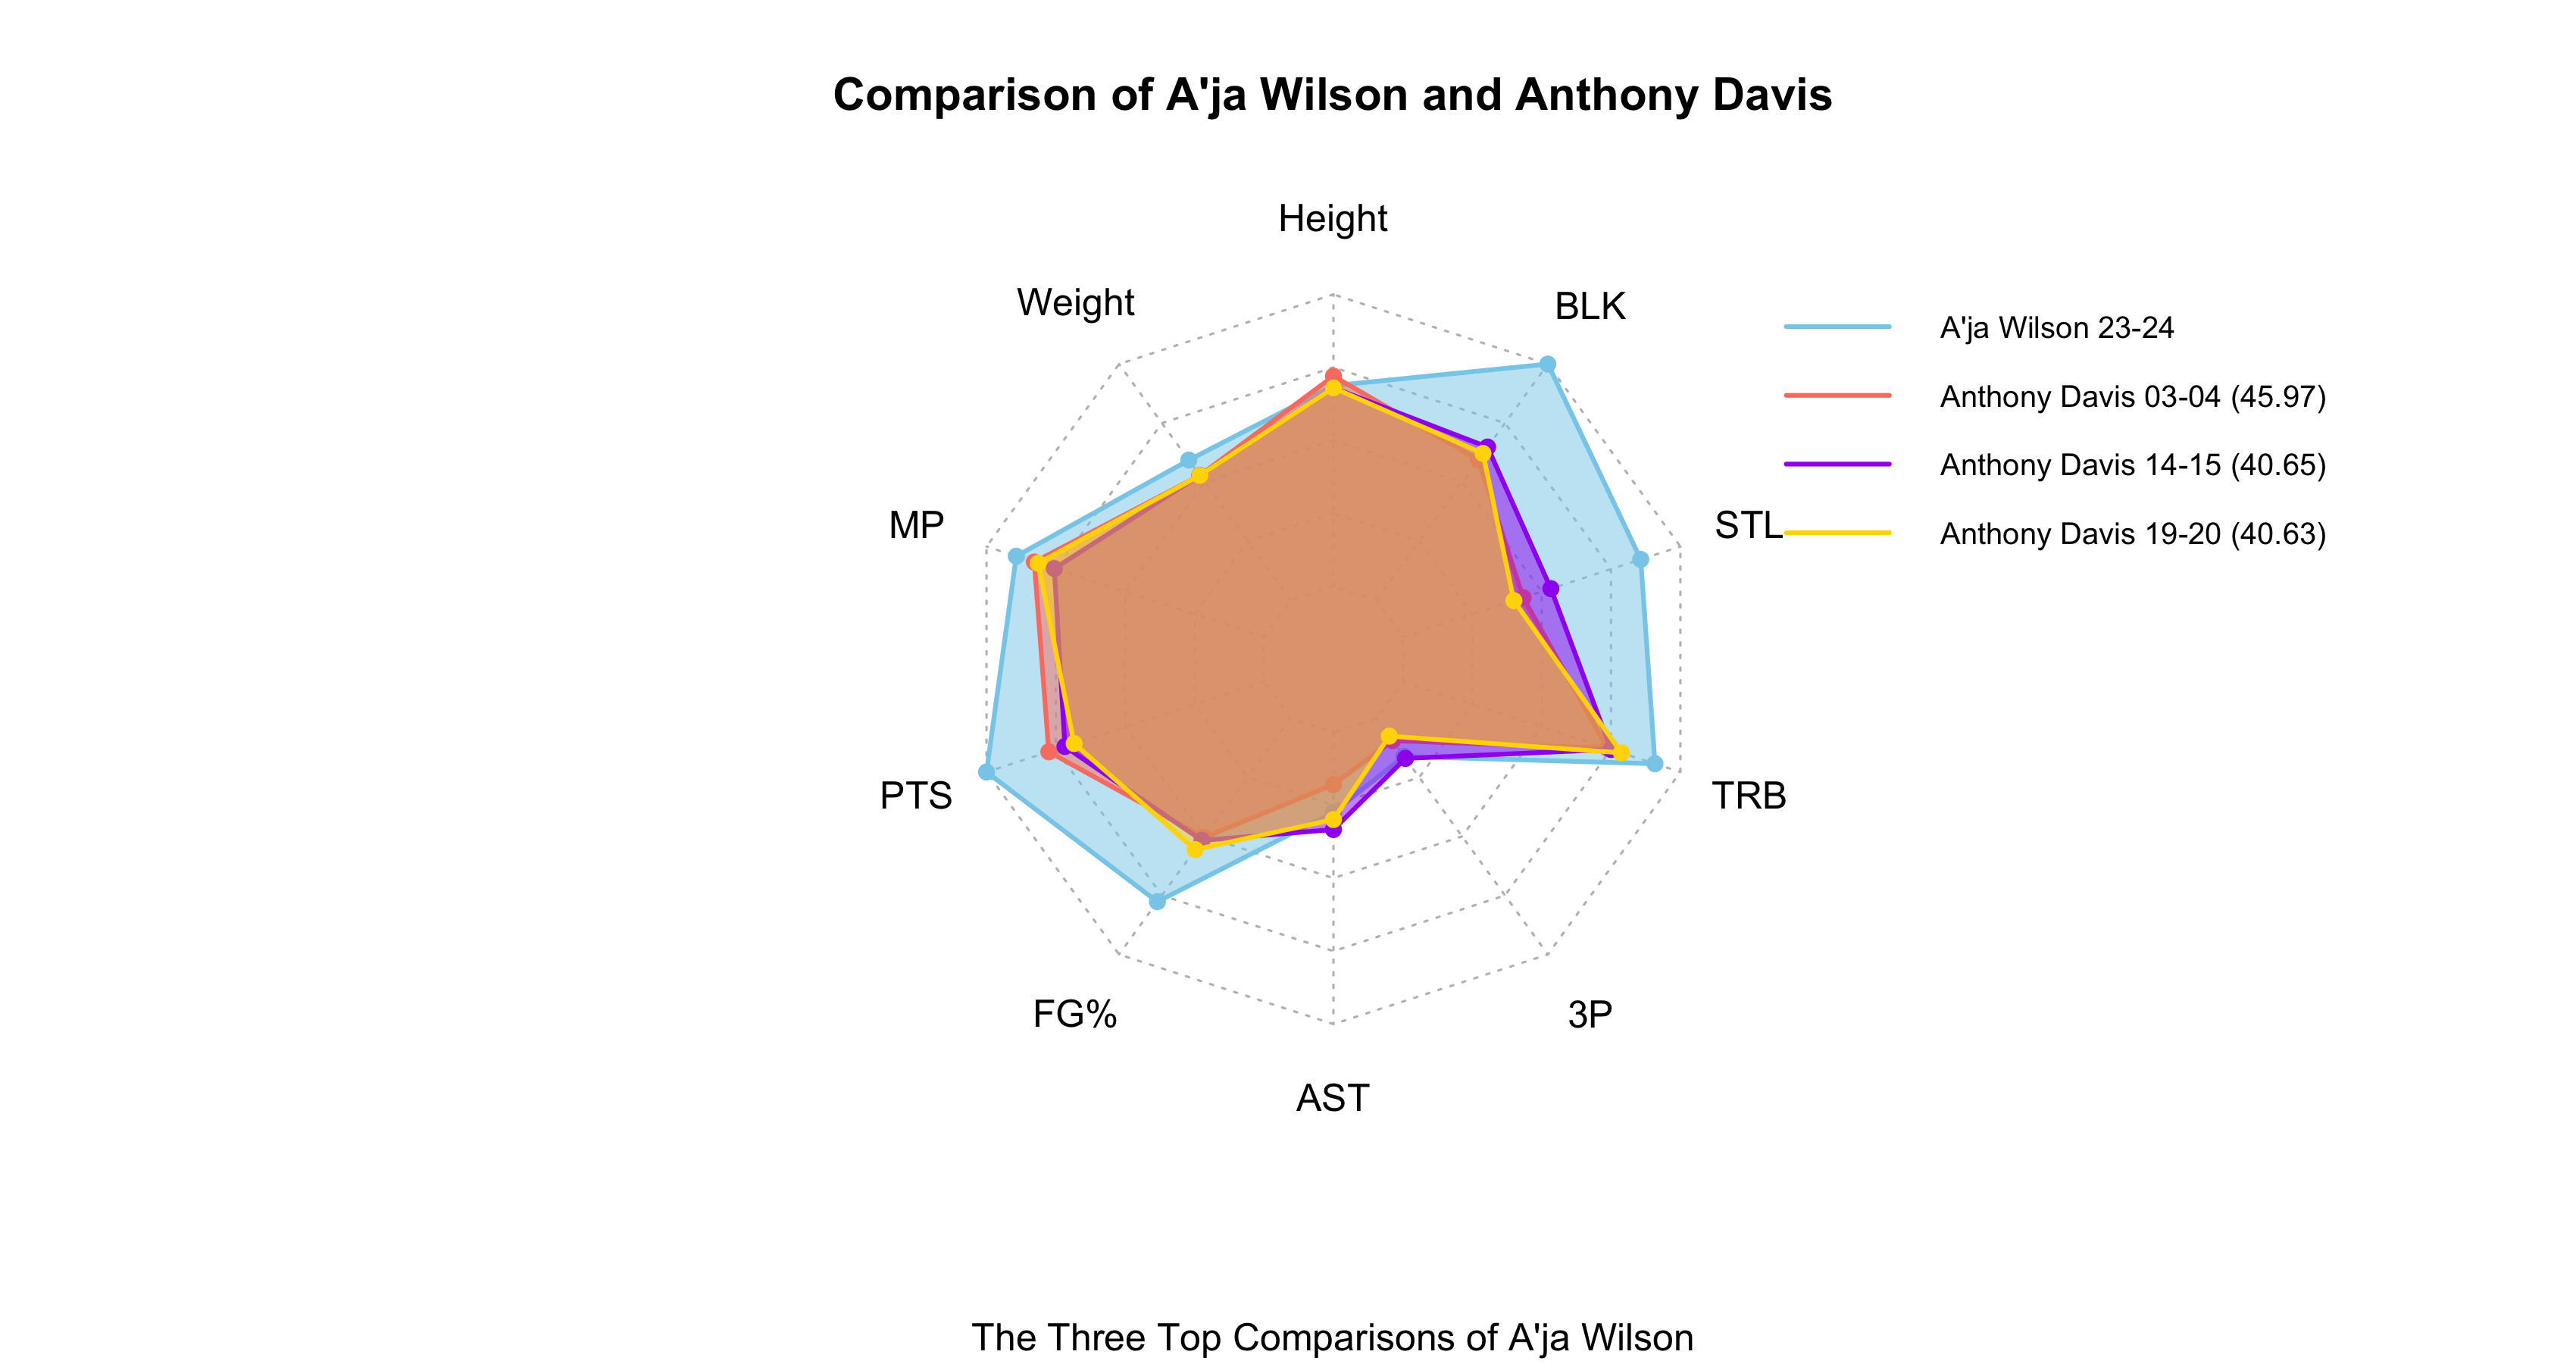 Comparison of A'ja Wilson and Anthony Davis
Height
Weight
BLK
MP
STL
PTS
TRB
FG%
3P
AST
A'ja Wilson 23-24
Anthony Davis 03-04 (45.97)
Anthony Davis 14-15 (40.65)
Anthony Davis 19-20 (40.63)
The Three Top Comparisons of A'ja Wilson